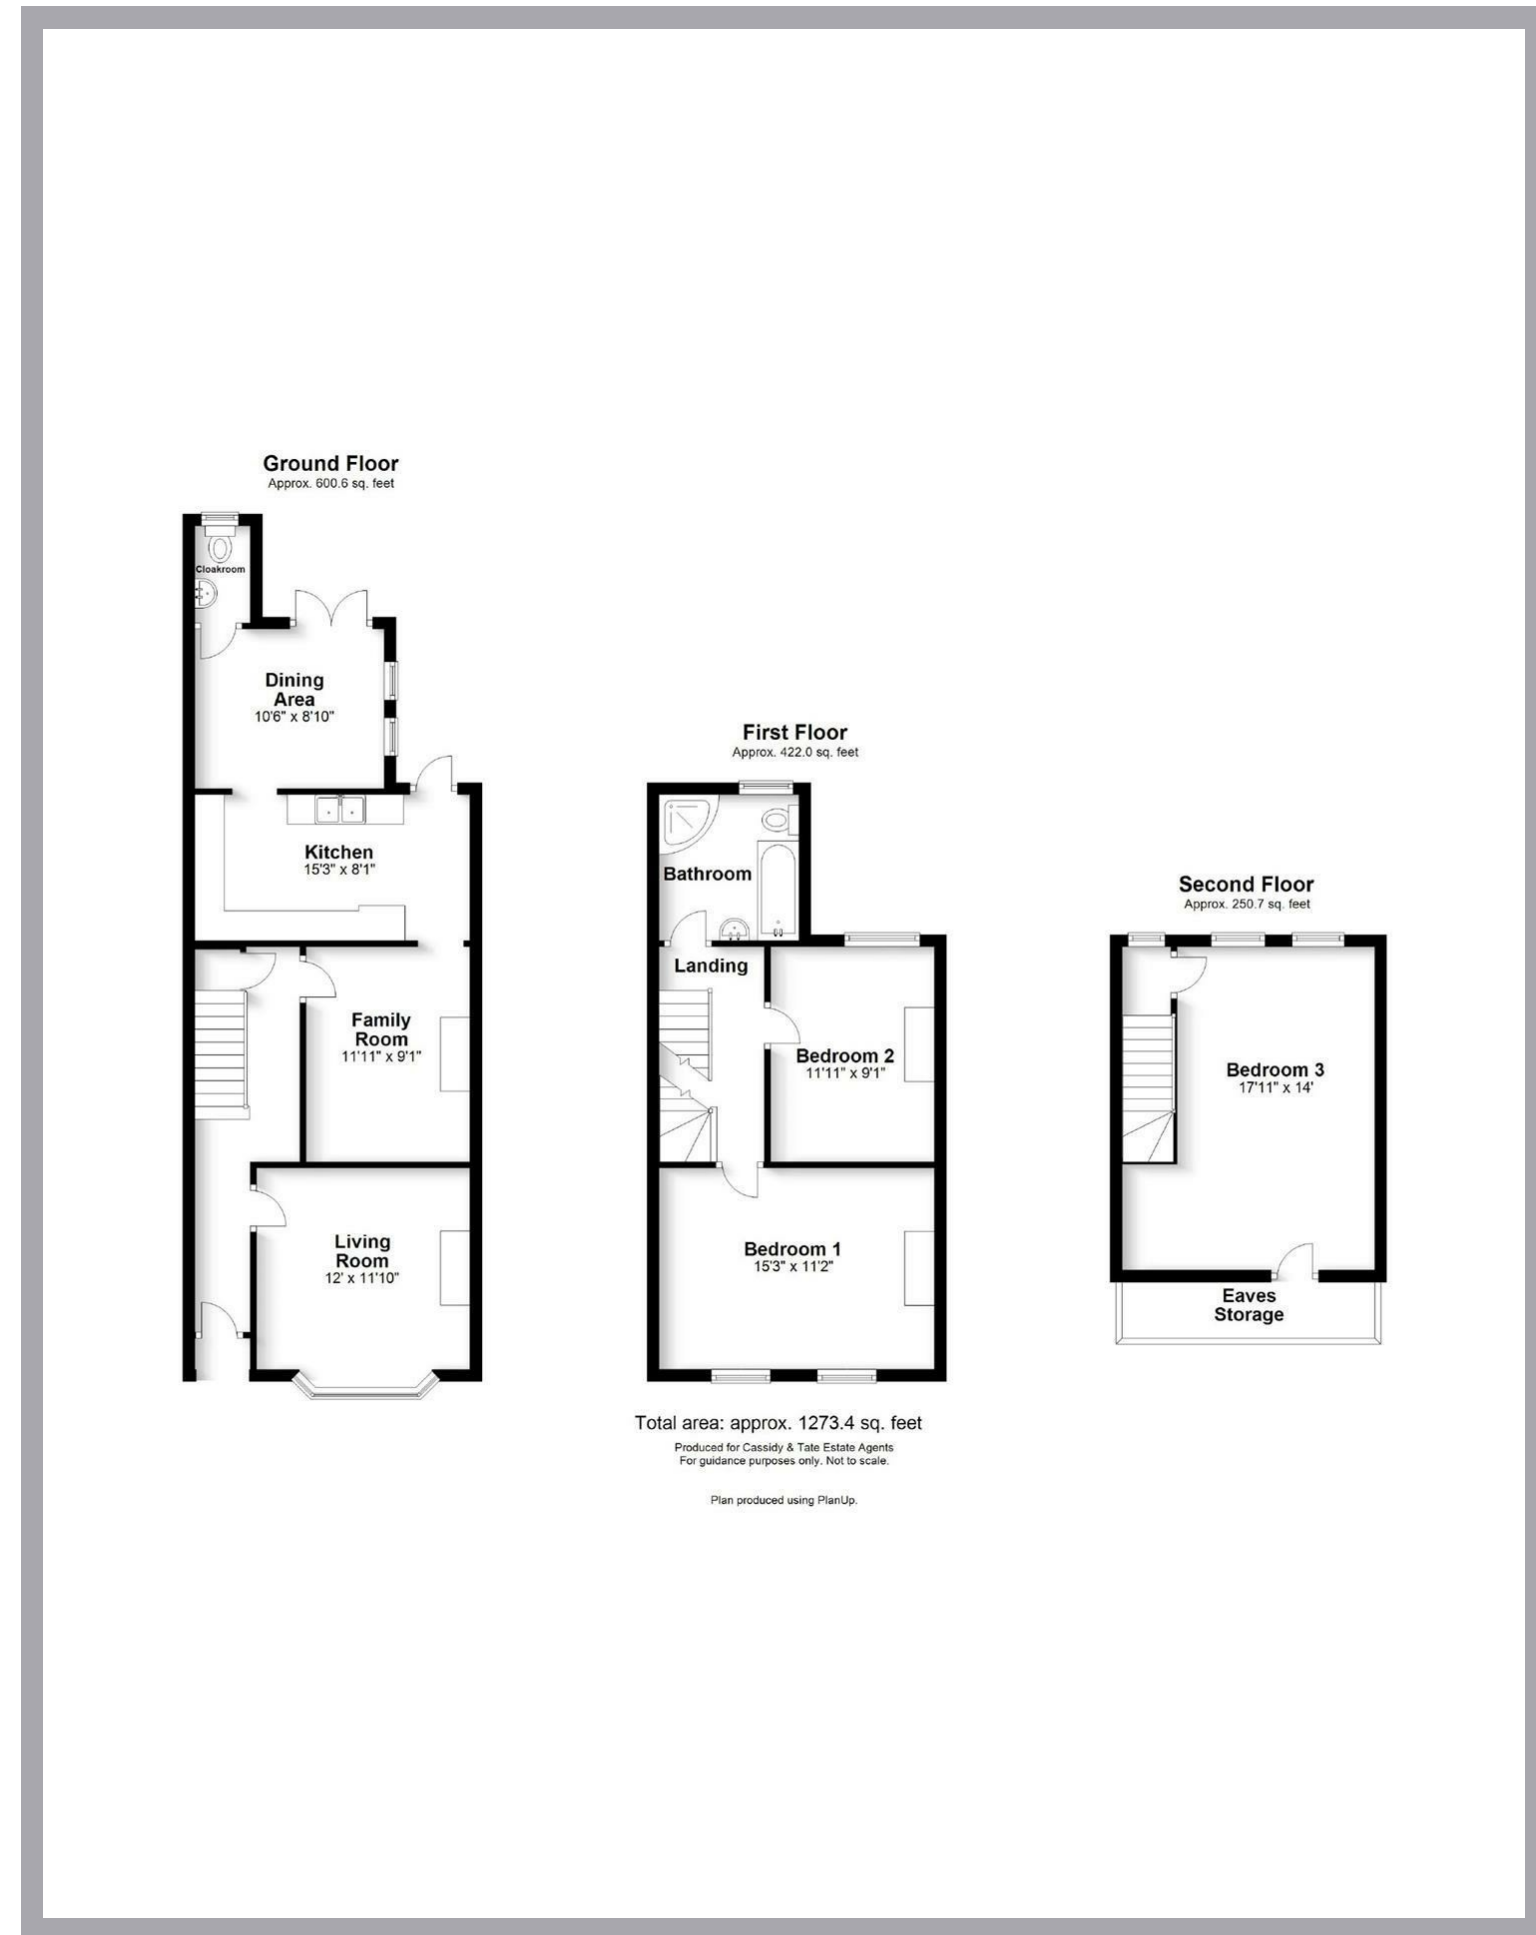 Ground Floor
Approx. 600.6 sq. feet
Cloakroom
Dining
Area
10'6" x 8'10"
Kitchen
15'3" x 8'1"
Family
Room
11'11" x 9'1"
Living
Room
12' x 11'10"
First Floor
Approx. 422.0 sq. feet
Bathroom
Landing
Bedroom 2
11'11" x 9'1"
Bedroom 1
15'3" x 11'2"
Second Floor
Approx. 250.7 sq. feet
Bedroom 3
17'11" x 14'
Eaves
Storage
Total area: approx. 1273.4 sq. feet
Produced for Cassidy & Tate Estate Agents
For guidance purposes only. Not to scale.
Plan produced using PlanUp.